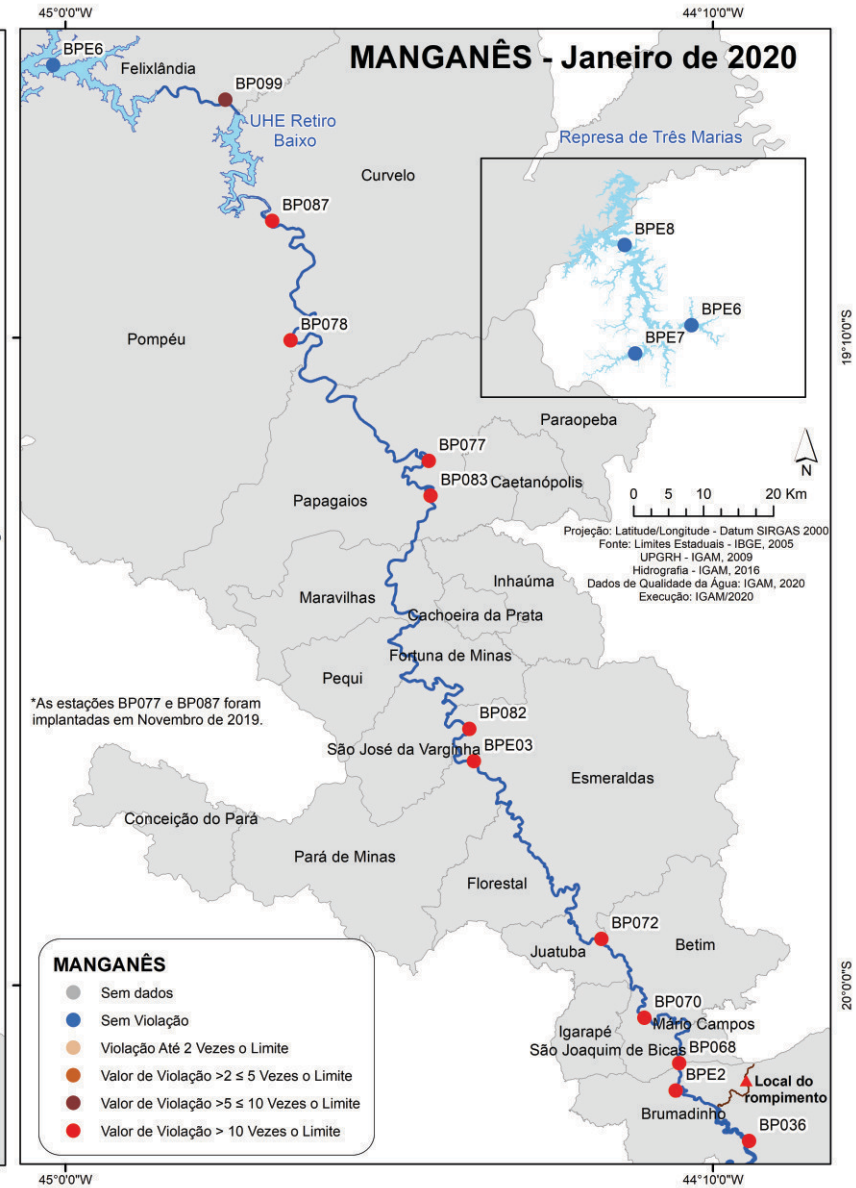 45°00'0"W
44°10'0"W
MANGANÊS - Janeiro de 2020
BPE6
Felixlândia
BP099
UHE Retiro
Baixo
Represa de Três Marias
Curvelo
BP087
BPE8
BPE6
BPE7
BP078
Pompéu
19°10'0"S
Paraopeba
BP077
BP083
Caetanópolis
Papagaios
N
0 5 10 20 Km
Projeção: Latitude/Longitude - Datum SIRGAS 2000
Fonte: Limites Estaduais - IBGE, 2005
UPGRH - IGAM, 2009
Hidrografia - IGAM, 2016
Dados de Qualidade da Água: IGAM, 2020
Execução: IGAM/2020
Inhaúma
Maravilhas
Cachoeira da Prata
Fortuna de Minas
Pequi
*As estações BP077 e BP087 foram
implantadas em Novembro de 2019.
BP082
São José da Varginha
BPE03
Esmeraldas
Conceição do Pará
Pará de Minas
Florestal
BP072
Juatuba
Betim
20°0'0"S
BP070
Mário Campos
Igarapé
São Joaquim de Bicas
BP068
BPE2
Local do
rompimento
Brumadinho
BP036
MANGANÊS
Sem dados
Sem Violação
Violação Até 2 Vezes o Limite
Valor de Violação >2 ≤ 5 Vezes o Limite
Valor de Violação >5 ≤ 10 Vezes o Limite
Valor de Violação > 10 Vezes o Limite
45°00'0"W
44°10'0"W